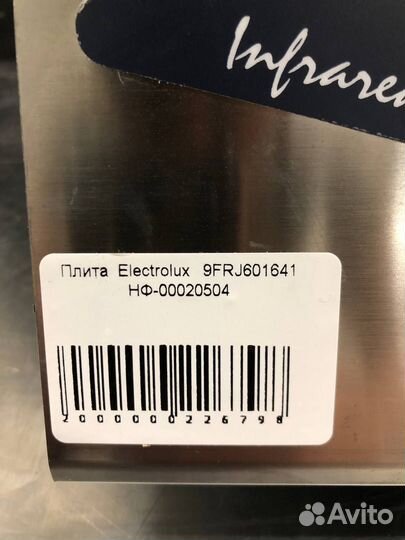 Infrared
Плита Electrolux 9FRJ601641
НФ-00020504
2000000226798
Avito